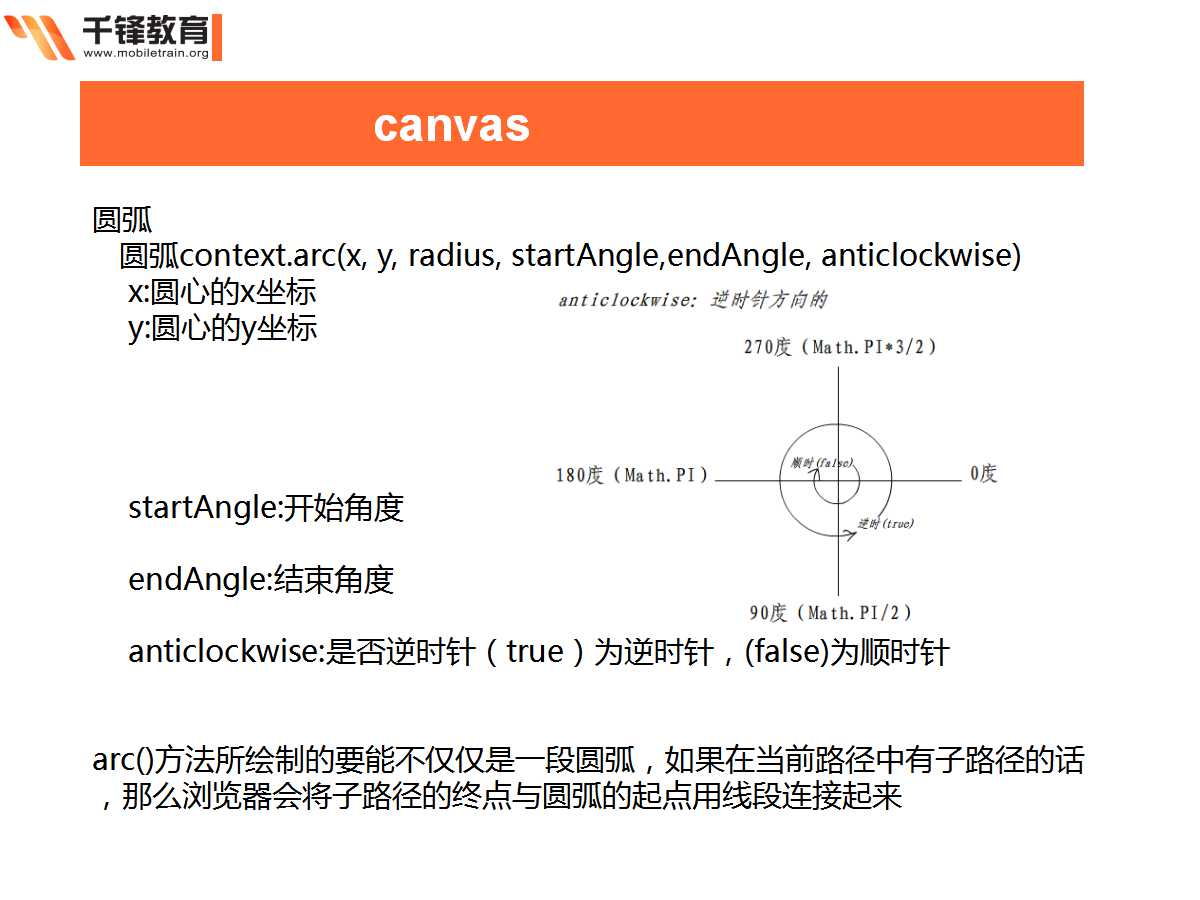 千锋教育
www.mobiletrain.org
canvas
圆弧
圆弧context.arc(x, y, radius, startAngle,endAngle, anticlockwise)
x:圆心的x坐标
y:圆心的y坐标
anticlockwise: 逆时针方向的
270度(Math.PI*3/2)
顺时(false)
180度(Math.PI)
0度
逆时(true)
90度(Math.PI/2)
startAngle:开始角度
endAngle:结束角度
anticlockwise:是否逆时针（true）为逆时针，(false)为顺时针
arc()方法所绘制的要能不仅仅是一段圆弧，如果在当前路径中有子路径的话
，那么浏览器会将子路径的终点与圆弧的起点用线段连接起来